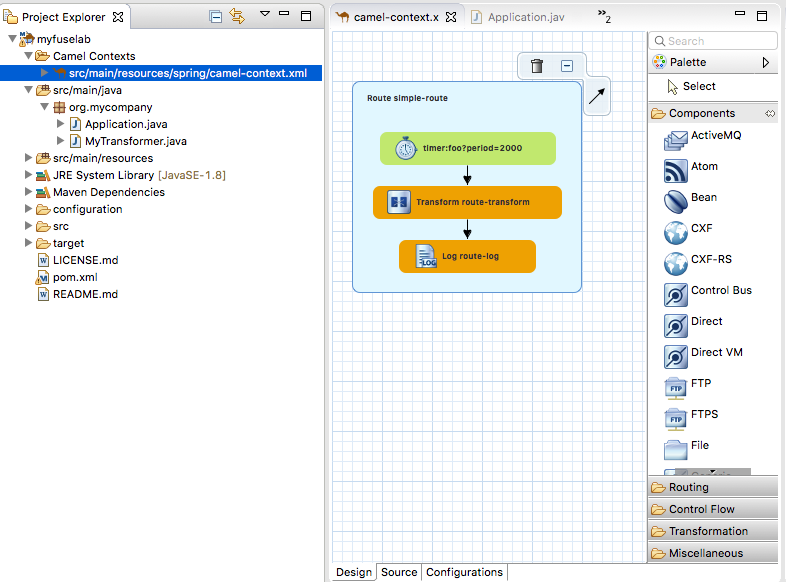 Project Explorer
myfuselab
Camel Contexts
src/main/resources/spring/camel-context.xml
src/main/java
org.mycompany
Application.java
MyTransformer.java
src/main/resources
JRE System Library [JavaSE-1.8]
Maven Dependencies
configuration
src
target
LICENSE.md
pom.xml
README.md
camel-context.x
Application.jav
»2
Route simple-route
timer:foo?period=2000
Transform route-transform
LOG
Log route-log
Design
Source
Configurations
Search
Palette
Select
Components
ActiveMQ
Atom
Bean
CXF
CXF-RS
Control Bus
Direct
Direct VM
FTP
FTP
FTP
FTPS
File
Routing
Control Flow
Transformation
Miscellaneous